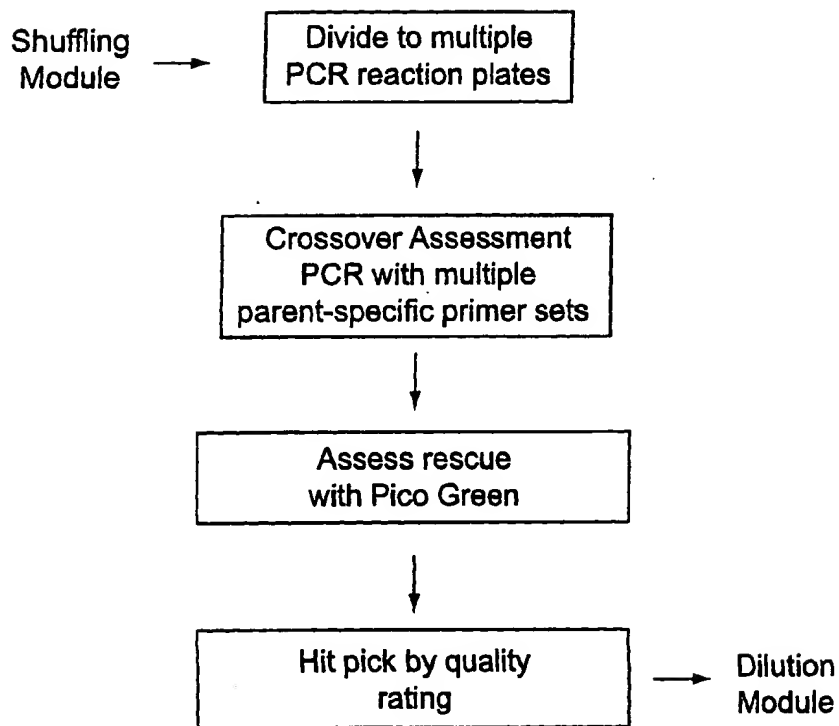 Shuffling
Module
Divide to multiple
PCR reaction plates
Crossover Assessment
PCR with multiple
parent-specific primer sets
Assess rescue
with Pico Green
Hit pick by quality
rating
Dilution
Module